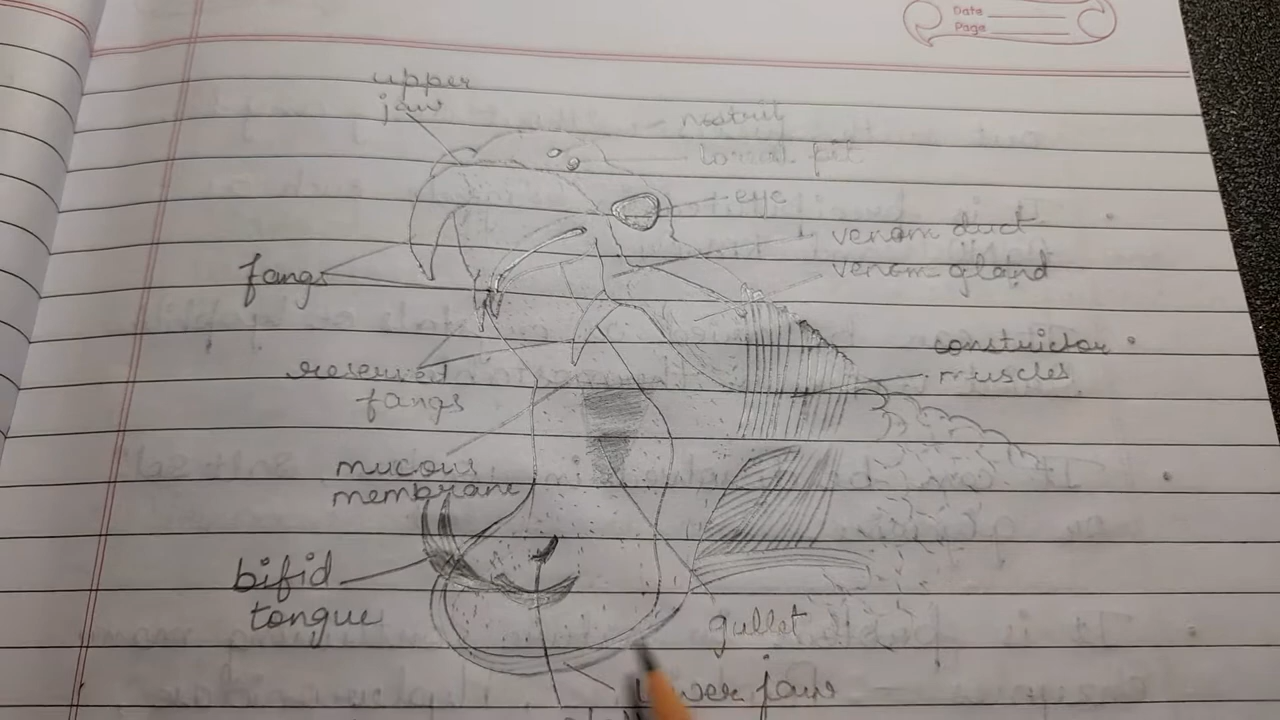 Date
Page
upper
jaw
nostril
loreal pit
eye
venom duct
venom gland
fangs
constrictor
muscles
reserved
fangs
mucous
membrane
bifid
tongue
gullet
lower jaw